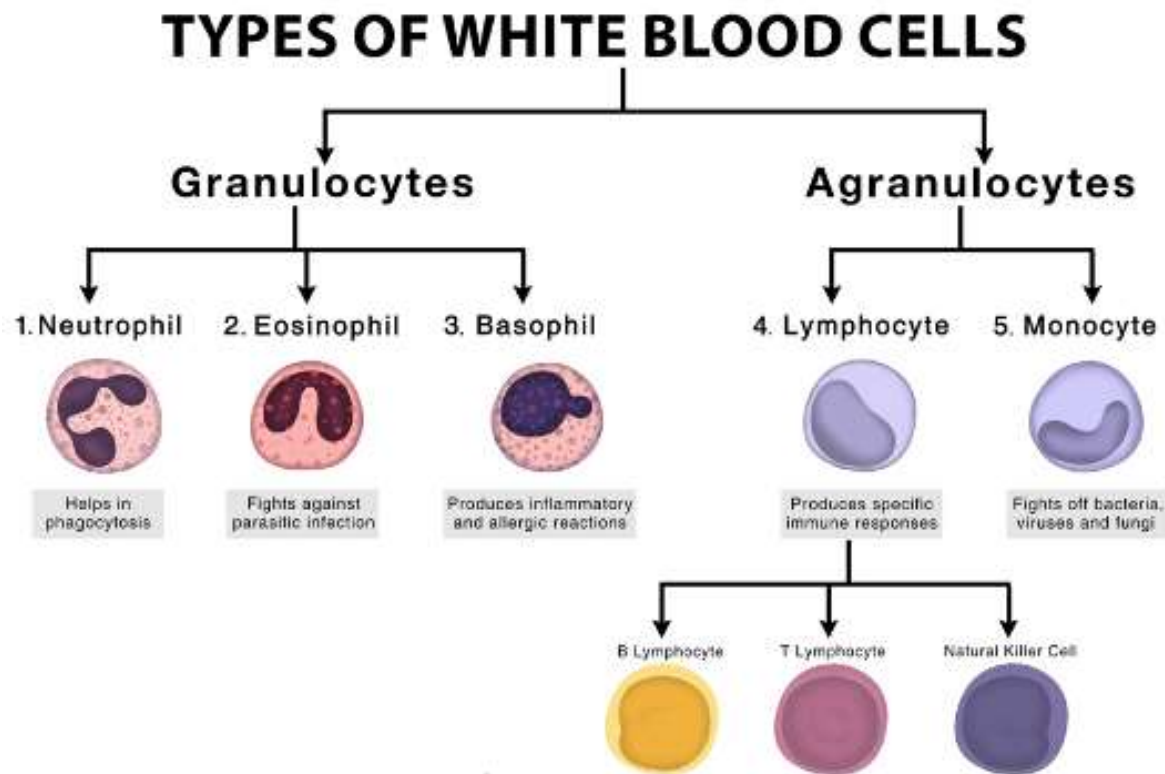 TYPES OF WHITE BLOOD CELLS
Granulocytes
Agranulocytes
1. Neutrophil
2. Eosinophil
3. Basophil
4. Lymphocyte
5. Monocyte
Helps in
phagocytosis
Fights against
parasific infection
Produces inflammatory
and allergic reactions
Produces specific
immune responses
Fights off bacteria,
viruses and fungi
B Lymphocyte
T Lymphocyte
Natural Killer Cell